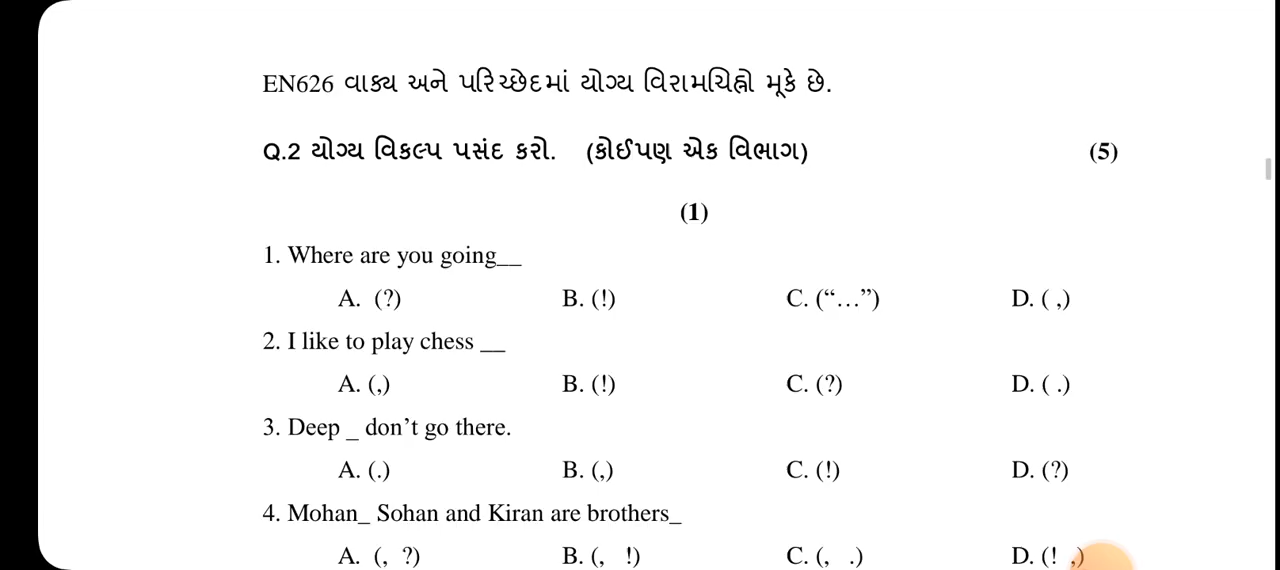 EN626 વાક્ય અને પરિચ્છેદમાં યોગ્ય વિરામચિહ્નો મૂકે છે.
Q.2 યોગ્ય વિકલ્પ પસંદ કરો. (કોઈપણ એક વિભાગ) (5)
(1)
1. Where are you going__
A. (?) B. (!) C. (“…”) D. ( ,)
2. I like to play chess __
A. (,) B. (!) C. (?) D. ( .)
3. Deep _ don’t go there.
A. (.) B. (,) C. (!) D. (?)
4. Mohan_ Sohan and Kiran are brothers_
A. (, ?) B. (, !) C. (, .) D. (! ,)